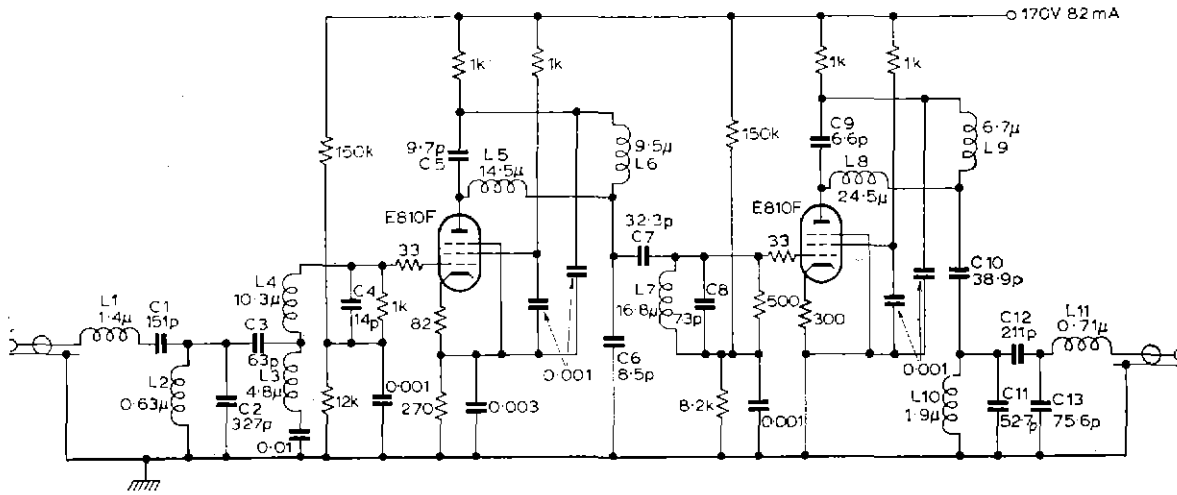 170V 82mA
1k
1k
1k
1k
150k
9·7p
C5
L5
14·5μ
9·5μ
L6
150k
C9
6·6p
L8
24·5μ
6·7μ
L9
E810F
E810F
33
32·3p
C7
33
L4
10·3μ
C4
14p
1k
82
L7
16·8μ
C8
73p
500
300
C10
38·9p
L1
1·4μ
C1
151p
C3
63p
L3
4·8μ
C12
211p
L11
0·71μ
L2
0·63μ
C2
327p
0·01
12k
0·001
270
0·003
0·001
C6
8·5p
8·2k
0·001
0·001
L10
1·9μ
C11
52·7p
C13
75·6p